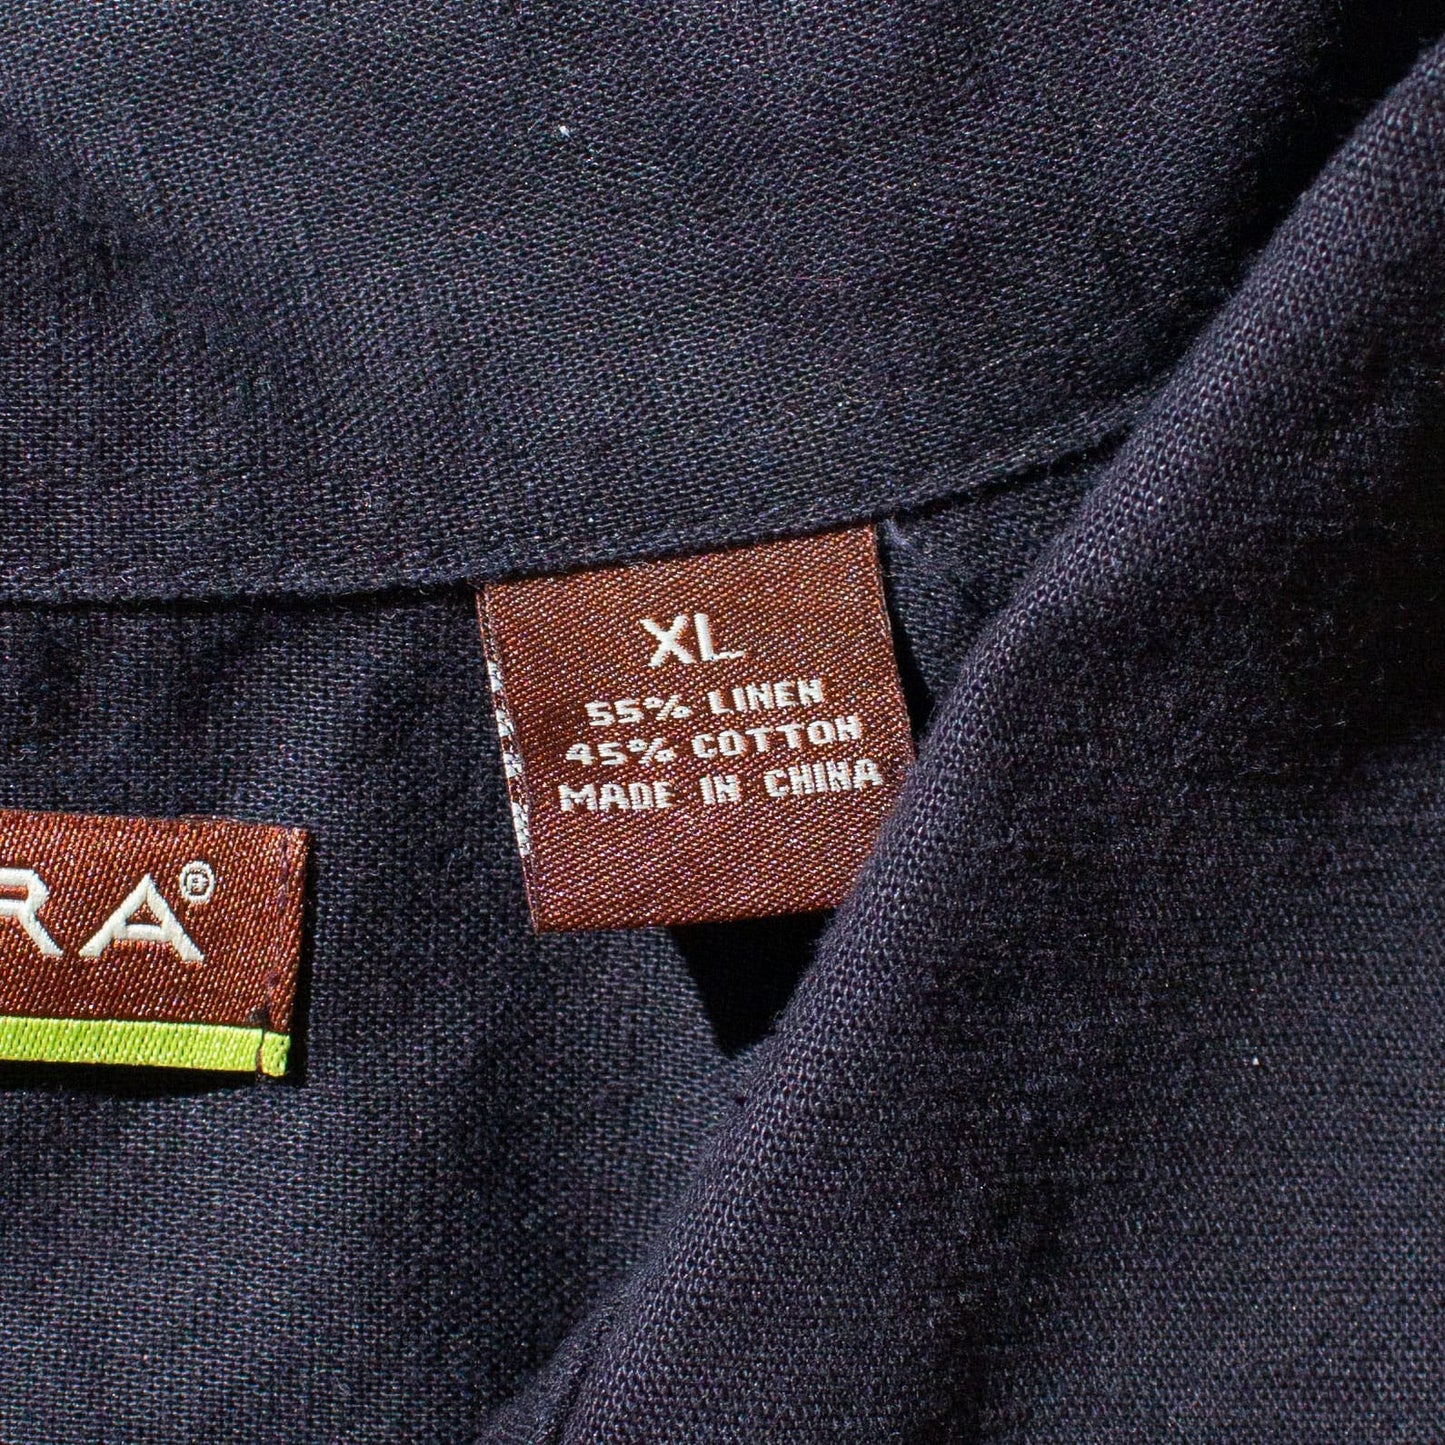 XL
55% LINEN
45% COTTON
MADE IN CHINA
RA®